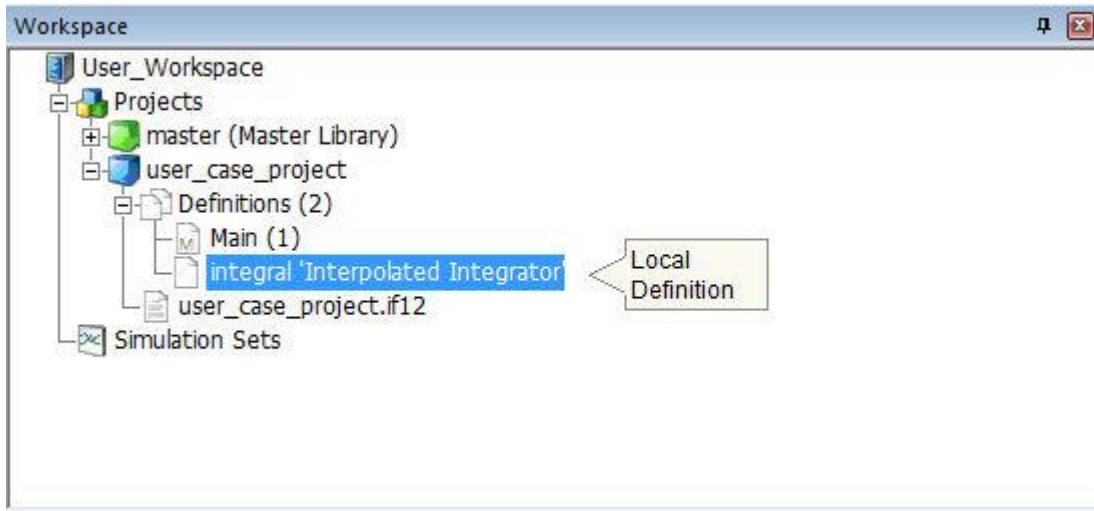 Workspace
User_Workspace
Projects
master (Master Library)
user_case_project
Definitions (2)
Main (1)
integral 'Interpolated Integrator'
Local
Definition
user_case_project.if12
Simulation Sets